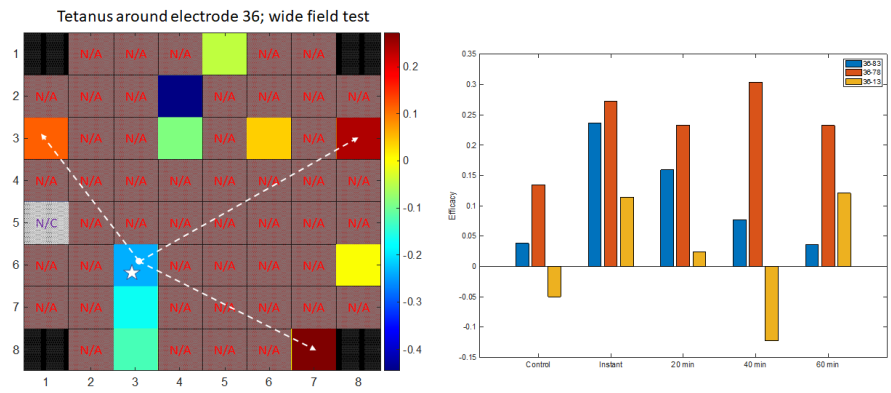 Tetanus around electrode 36; wide field test
1 N/A N/A N/A N/A N/A
2 N/A N/A N/A N/A N/A N/A N/A
3 N/A N/A N/A N/A
4 N/A N/A N/A N/A N/A N/A N/A N/A
5 N/C N/A N/A N/A N/A N/A N/A N/A
6 N/A N/A N/A N/A N/A N/A
7 N/A N/A N/A N/A N/A N/A N/A
8 N/A N/A N/A N/A
1 2 3 4 5 6 7 8
0.2
0.1
0
-0.1
-0.2
-0.3
-0.4
Efficacy
0.35
0.3
0.25
0.2
0.15
0.1
0.05
0
-0.05
-0.1
-0.15
36-83
36-78
36-13
Control Instant 20 min 40 min 60 min